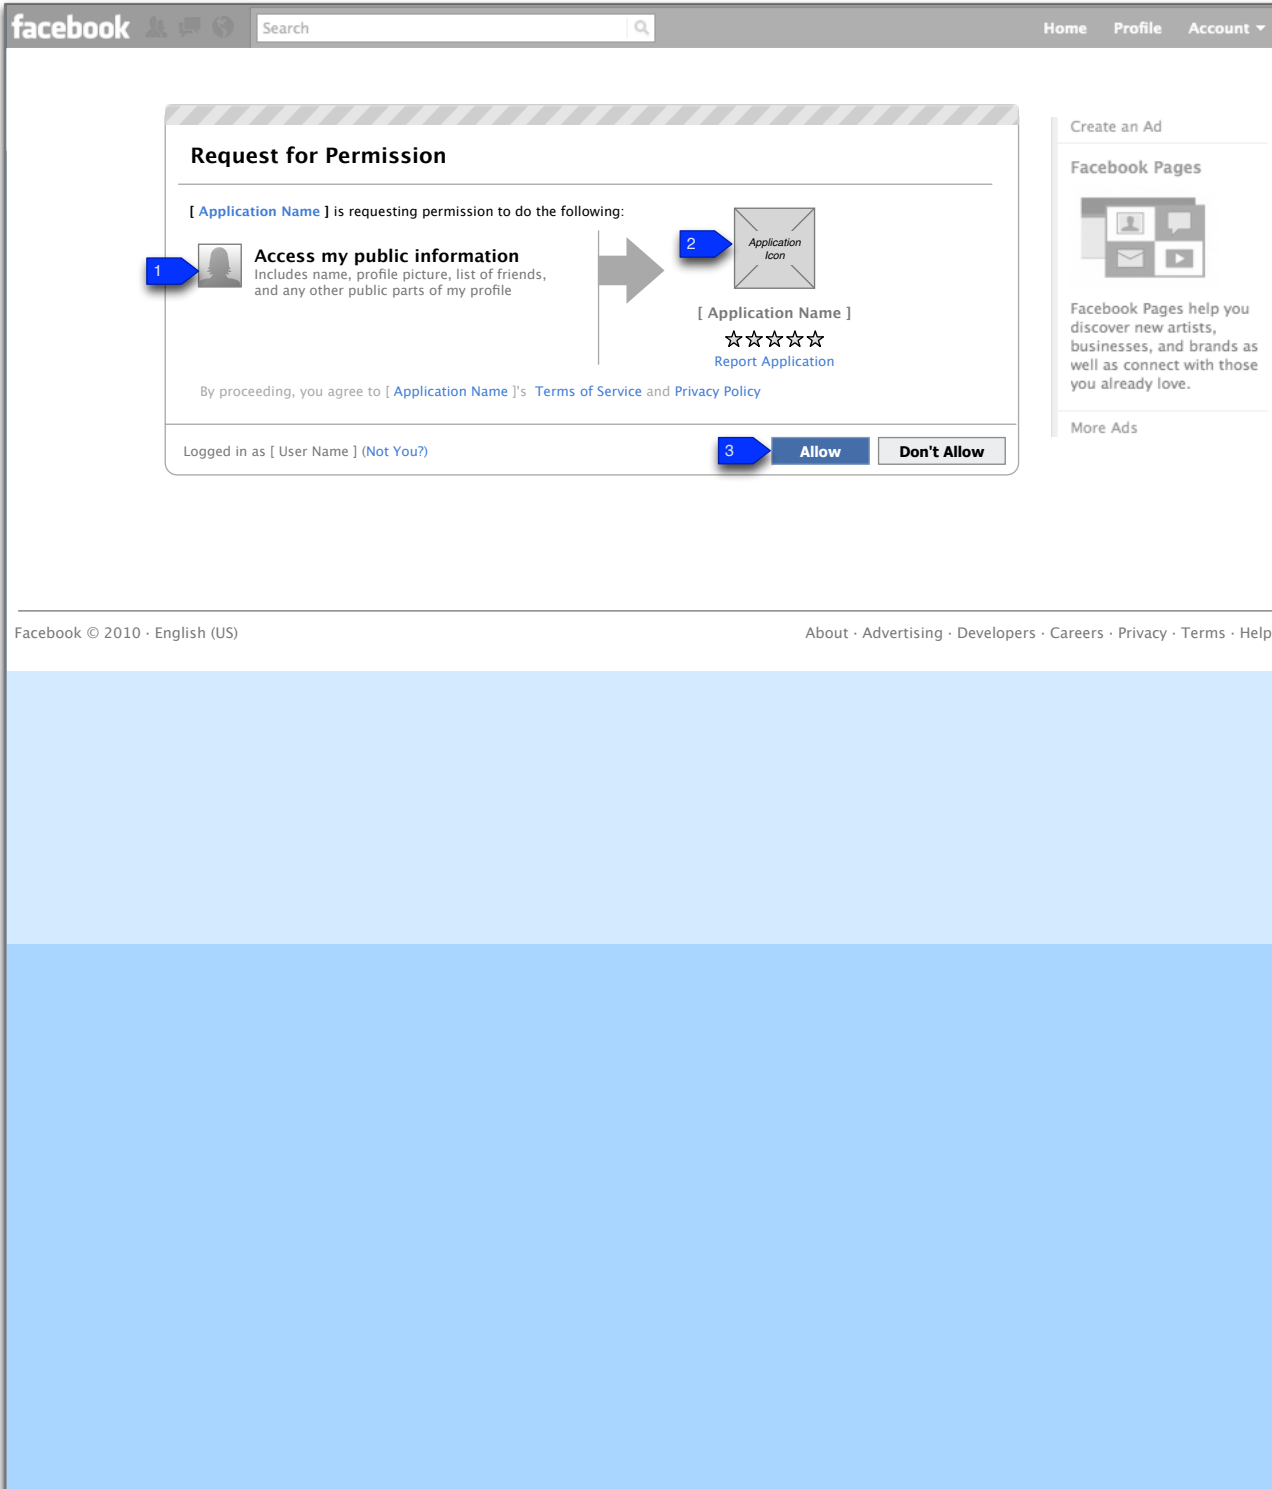 facebook
Search
Home Profile Account
Request for Permission
[ Application Name ] is requesting permission to do the following:
1
Access my public information
Includes name, profile picture, list of friends,
and any other public parts of my profile
2
Application
Icon
[ Application Name ]
Report Application
By proceeding, you agree to [ Application Name ]'s Terms of Service and Privacy Policy
Logged in as [ User Name ] (Not You?)
3
Allow
Don't Allow
Create an Ad
Facebook Pages
Facebook Pages help you
discover new artists,
businesses, and brands as
well as connect with those
you already love.
More Ads
Facebook © 2010 · English (US)
About · Advertising · Developers · Careers · Privacy · Terms · Help